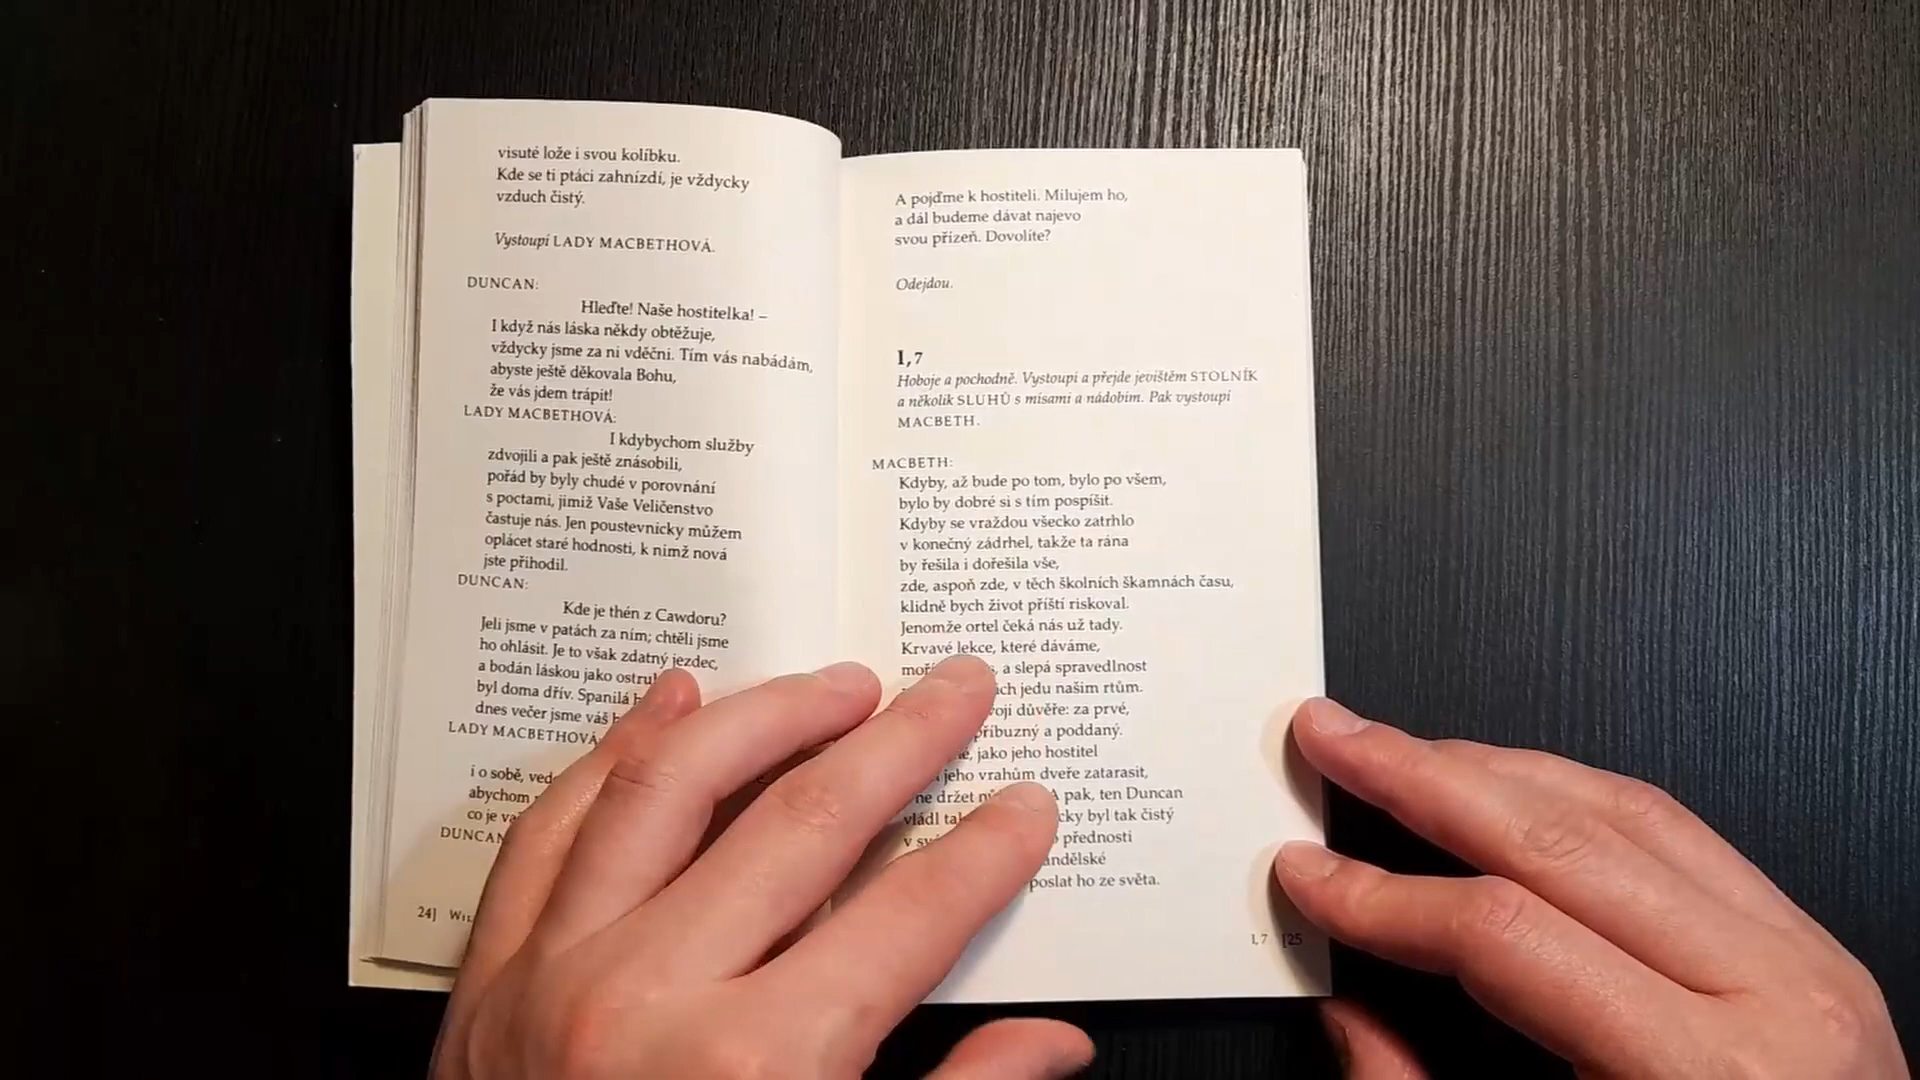 visuté lože i svou kolíbku.
Kde se ti ptáci zahnízdí, je vždycky
vzduch čistý.
Vystoupí LADY MACBETHOVÁ.
DUNCAN:
Hleďte! Naše hostitelka! –
I když nás láska někdy obtěžuje,
vždycky jsme za ni vděčni. Tím vás nabádám,
abyste ještě děkovala Bohu,
že vás jdem trápit!
LADY MACBETHOVÁ:
I kdybychom služby
zdvojili a pak ještě znásobili,
pořád by byly chudé v porovnání
s poctami, jimiž Vaše Veličenstvo
častuje nás. Jen poustevnicky můžem
oplácet staré hodnosti, k nimž nová
jste přihodil.
DUNCAN:
Kde je thén z Cawdoru?
Jeli jsme v patách za ním; chtěli jsme
ho ohlásit. Je to však zdatný jezdec,
a bodán láskou jako
byl doma dřív. Spanilá
dnes večer jsme váš
LADY MACBETHOVÁ:
i o sobě,
abychom
co je
DUNCAN
24]
A pojďme k hostiteli. Milujem ho,
a dál budeme dávat najevo
svou přízeň. Dovolíte?
Odejdou.
I,7
Hoboje a pochodně. Vystoupí a přejde jevištěm STOLNÍK
a několik SLUHŮ s mísami a nádobím. Pak vystoupí
MACBETH.
MACBETH:
Kdyby, až bude po tom, bylo po všem,
bylo by dobré si s tím pospíšit.
Kdyby se vraždou všecko zatrhlo
v konečný zádrhel, takže ta rána
by řešila i dořešila vše,
zde, aspoň zde, v těch školních škamnách času,
klidně bych život příští riskoval.
Jenomže ortel čeká nás už tady.
Krvavé lekce, které dáváme,
a slepá spravedlnost
jedu našim rtům.
důvěře: za prvé,
příbuzný a poddaný.
jako jeho hostitel
jeho vrahům dveře zatarasit,
ne držet A pak, ten Duncan
vládl byl tak čistý
v přednosti
andělské
poslat ho ze světa.
I,7 [25